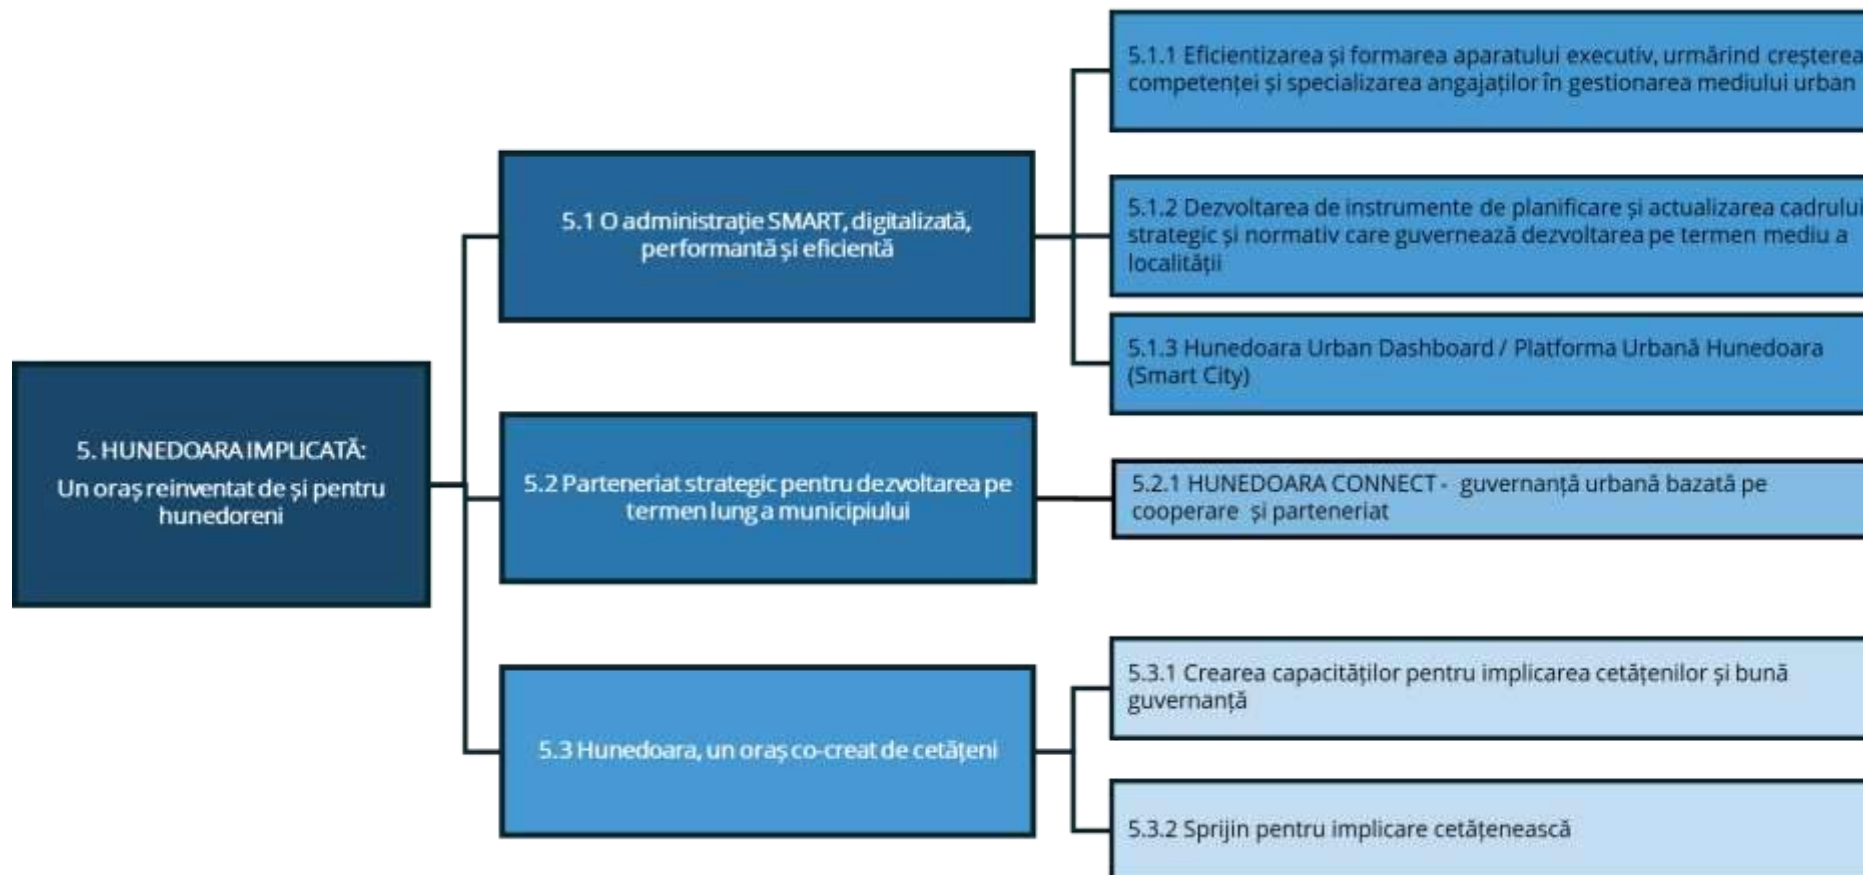 5. HUNEDOARA IMPLICATĂ:
Un oraș reinventat de și pentru
hunedoreni
5.1 O administrație SMART, digitalizată,
performantă și eficientă
5.1.1 Eficientizarea și formarea aparatului executiv, urmărind creșterea
competenței și specializarea angajaților în gestionarea mediului urban
5.1.2 Dezvoltarea de instrumente de planificare și actualizarea cadrului
strategic și normativ care guvernează dezvoltarea pe termen mediu a
localității
5.1.3 Hunedoara Urban Dashboard / Platforma Urbană Hunedoara
(Smart City)
5.2 Parteneriat strategic pentru dezvoltarea pe
termen lung a municipiului
5.2.1 HUNEDOARA CONNECT - guvernanță urbană bazată pe
cooperare și parteneriat
5.3 Hunedoara, un oraș co-creat de cetățeni
5.3.1 Crearea capacităților pentru implicarea cetățenilor și bună
guvernanță
5.3.2 Sprijin pentru implicare cetățenească